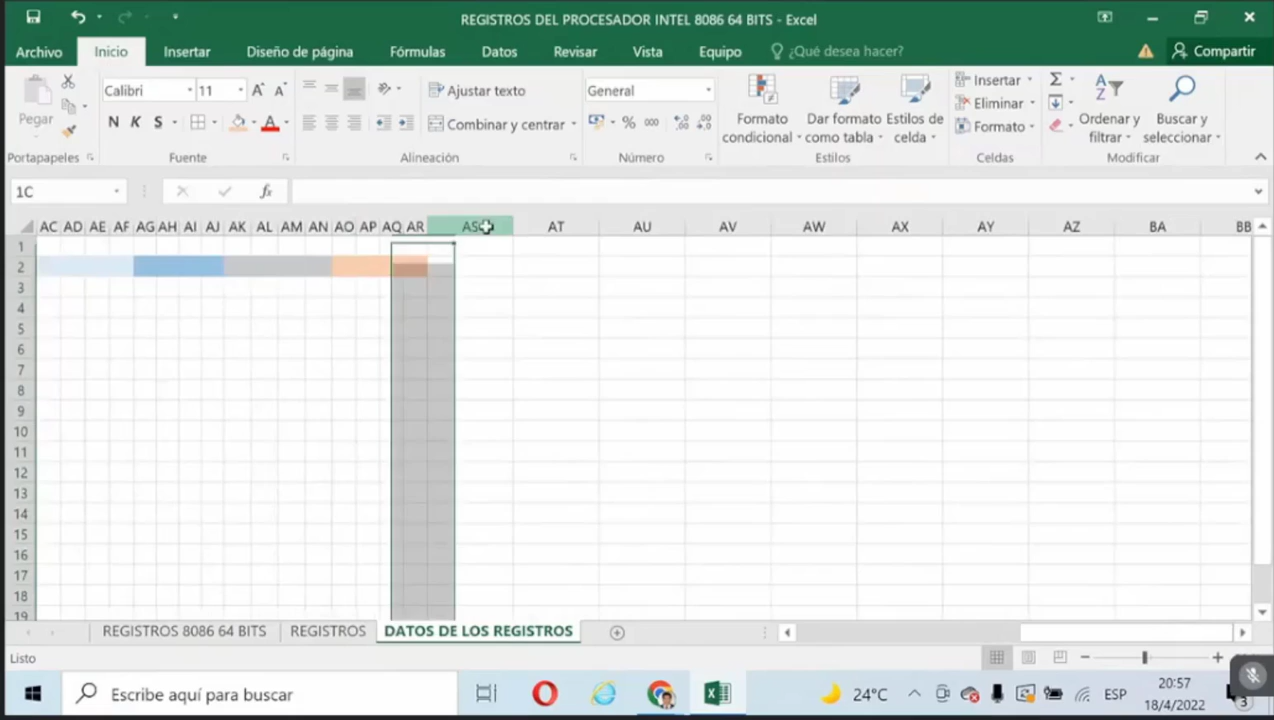 REGISTROS DEL PROCESADOR INTEL 8086 64 BITS - Excel
Archivo Inicio Insertar Diseño de página Fórmulas Datos Revisar Vista Equipo ¿Qué desea hacer? Compartir
Pegar
Calibri 11
N K S
Ajustar texto
Combinar y centrar
General
% 000
Formato condicional
Dar formato como tabla
Estilos de celda
Insertar
Eliminar
Formato
Ordenar y filtrar
Buscar y seleccionar
Portapapeles Fuente Alineación Número Estilos Celdas Modificar
1C fx
AC AD AE AF AG AH AI AJ AK AL AM AN AO AP AQ AR AS AT AU AV AW AX AY AZ BA BB
1
2
3
4
5
6
7
8
9
10
11
12
13
14
15
16
17
18
19
REGISTROS 8086 64 BITS REGISTROS DATOS DE LOS REGISTROS
Listo
Escribe aquí para buscar 24°C ESP 20:57
18/4/2022 3